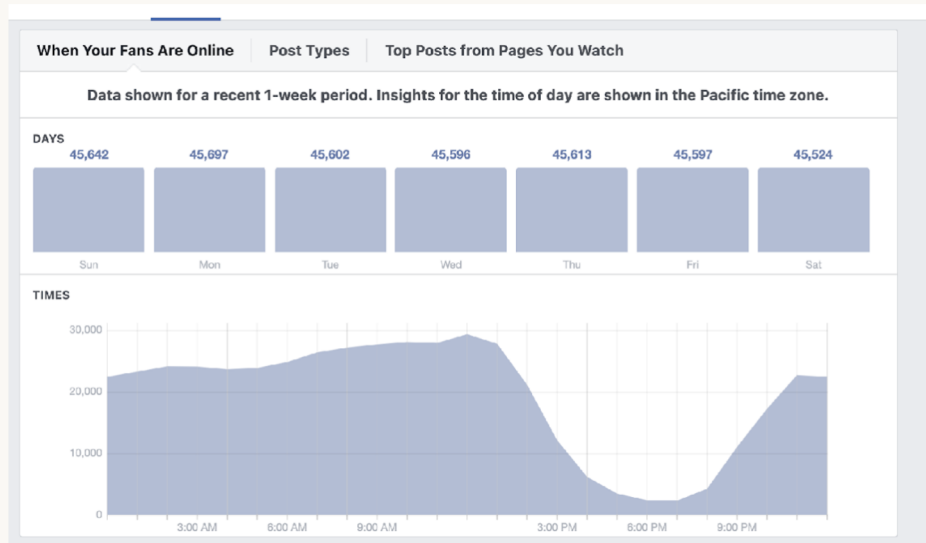 When Your Fans Are Online Post Types Top Posts from Pages You Watch
Data shown for a recent 1-week period. Insights for the time of day are shown in the Pacific time zone.
DAYS
45,642 45,697 45,602 45,596 45,613 45,597 45,524
Sun Mon Tue Wed Thu Fri Sat
TIMES
30,000
20,000
10,000
0
3:00 AM 6:00 AM 9:00 AM 3:00 PM 6:00 PM 9:00 PM